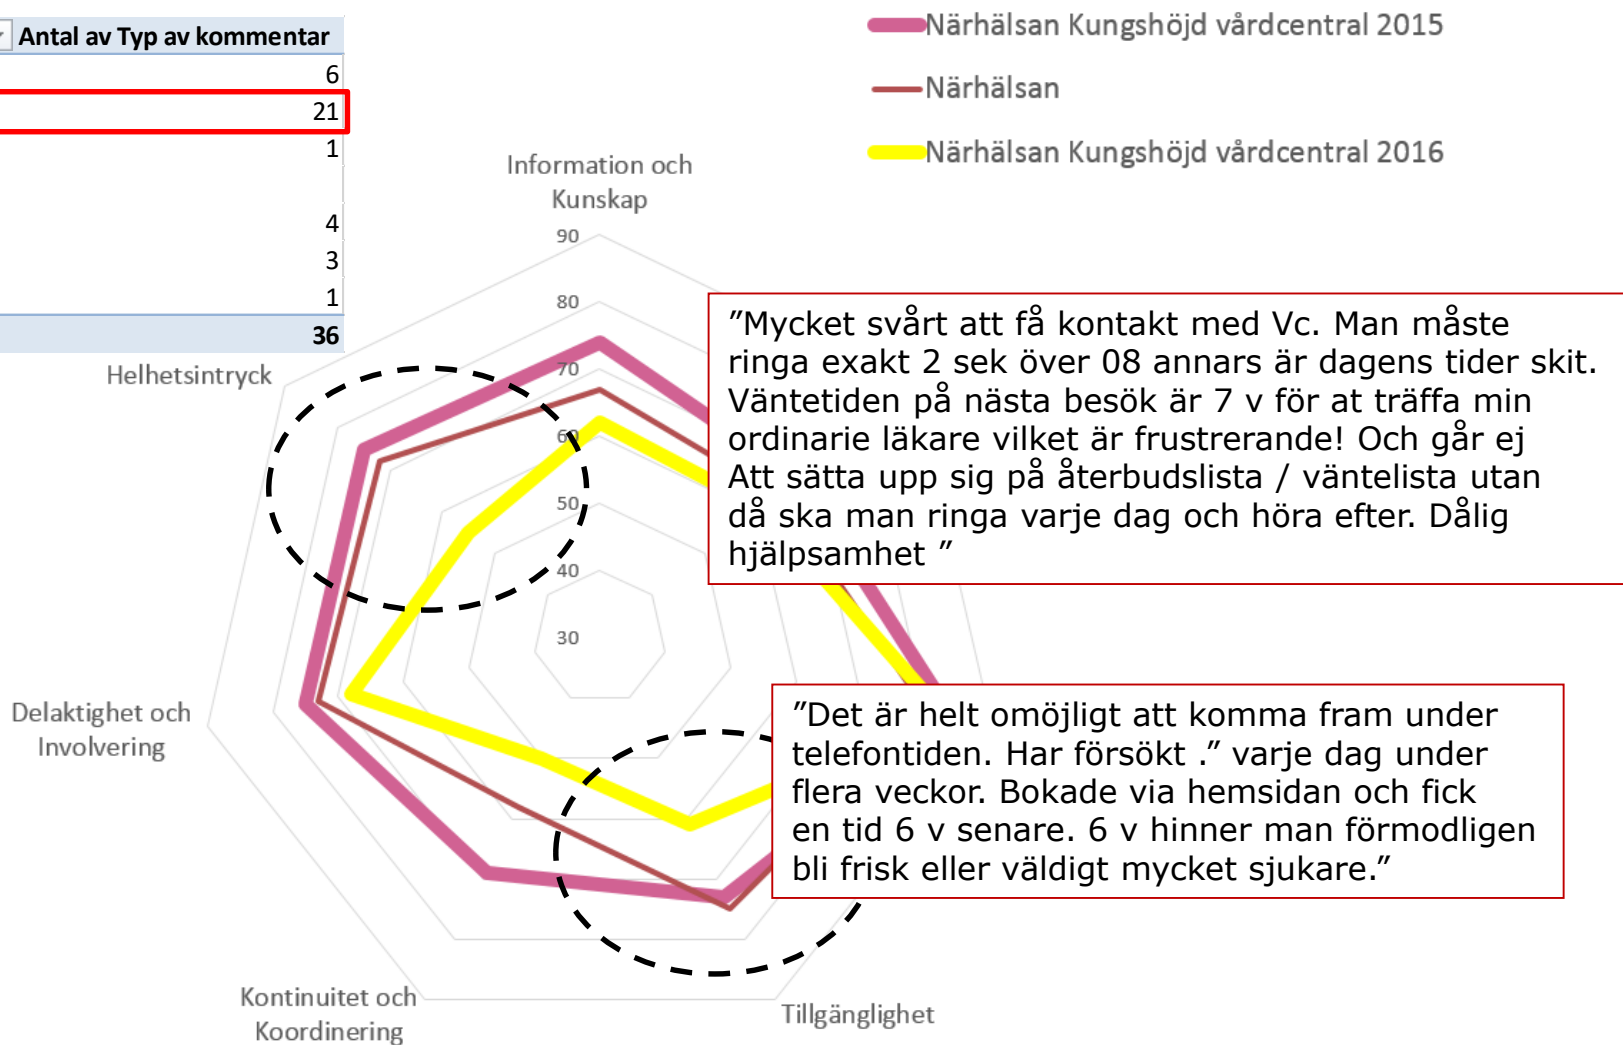 Antal av Typ av kommentar
6
21
1
4
3
1
36
Närhälsan Kungshöjd vårdcentral 2015
Närhälsan
Närhälsan Kungshöjd vårdcentral 2016
Information och
Kunskap
90
80
70
60
50
40
30
Helhetsintryck
”Mycket svårt att få kontakt med Vc. Man måste
ringa exakt 2 sek över 08 annars är dagens tider skit.
Väntetiden på nästa besök är 7 v för at träffa min
ordinarie läkare vilket är frustrerande! Och går ej
Att sätta upp sig på återbudslista / väntelista utan
då ska man ringa varje dag och höra efter. Dålig
hjälpsamhet ”
Delaktighet och
Involvering
”Det är helt omöjligt att komma fram under
telefontiden. Har försökt .” varje dag under
flera veckor. Bokade via hemsidan och fick
en tid 6 v senare. 6 v hinner man förmodligen
bli frisk eller väldigt mycket sjukare.”
Kontinuitet och
Koordinering
Tillgänglighet